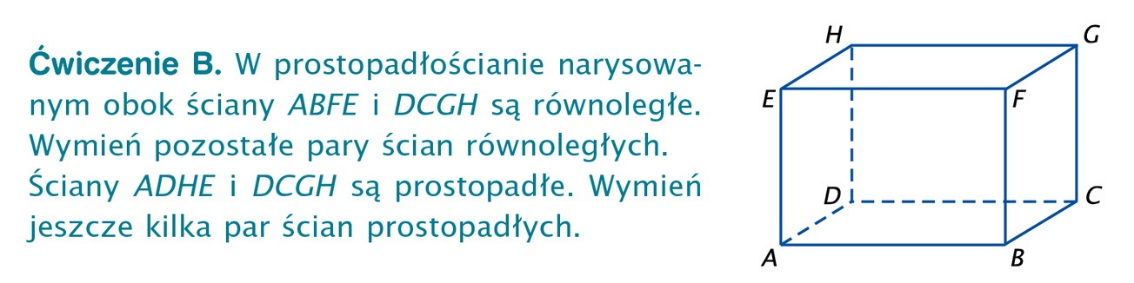 Ćwiczenie B. W prostopadłościanie narysowa-
nym obok ściany ABFE i DCGH są równoległe.
Wymień pozostałe pary ścian równoległych.
Ściany ADHE i DCGH są prostopadłe. Wymień
jeszcze kilka par ścian prostopadłych.
H G
E F
D C
A B